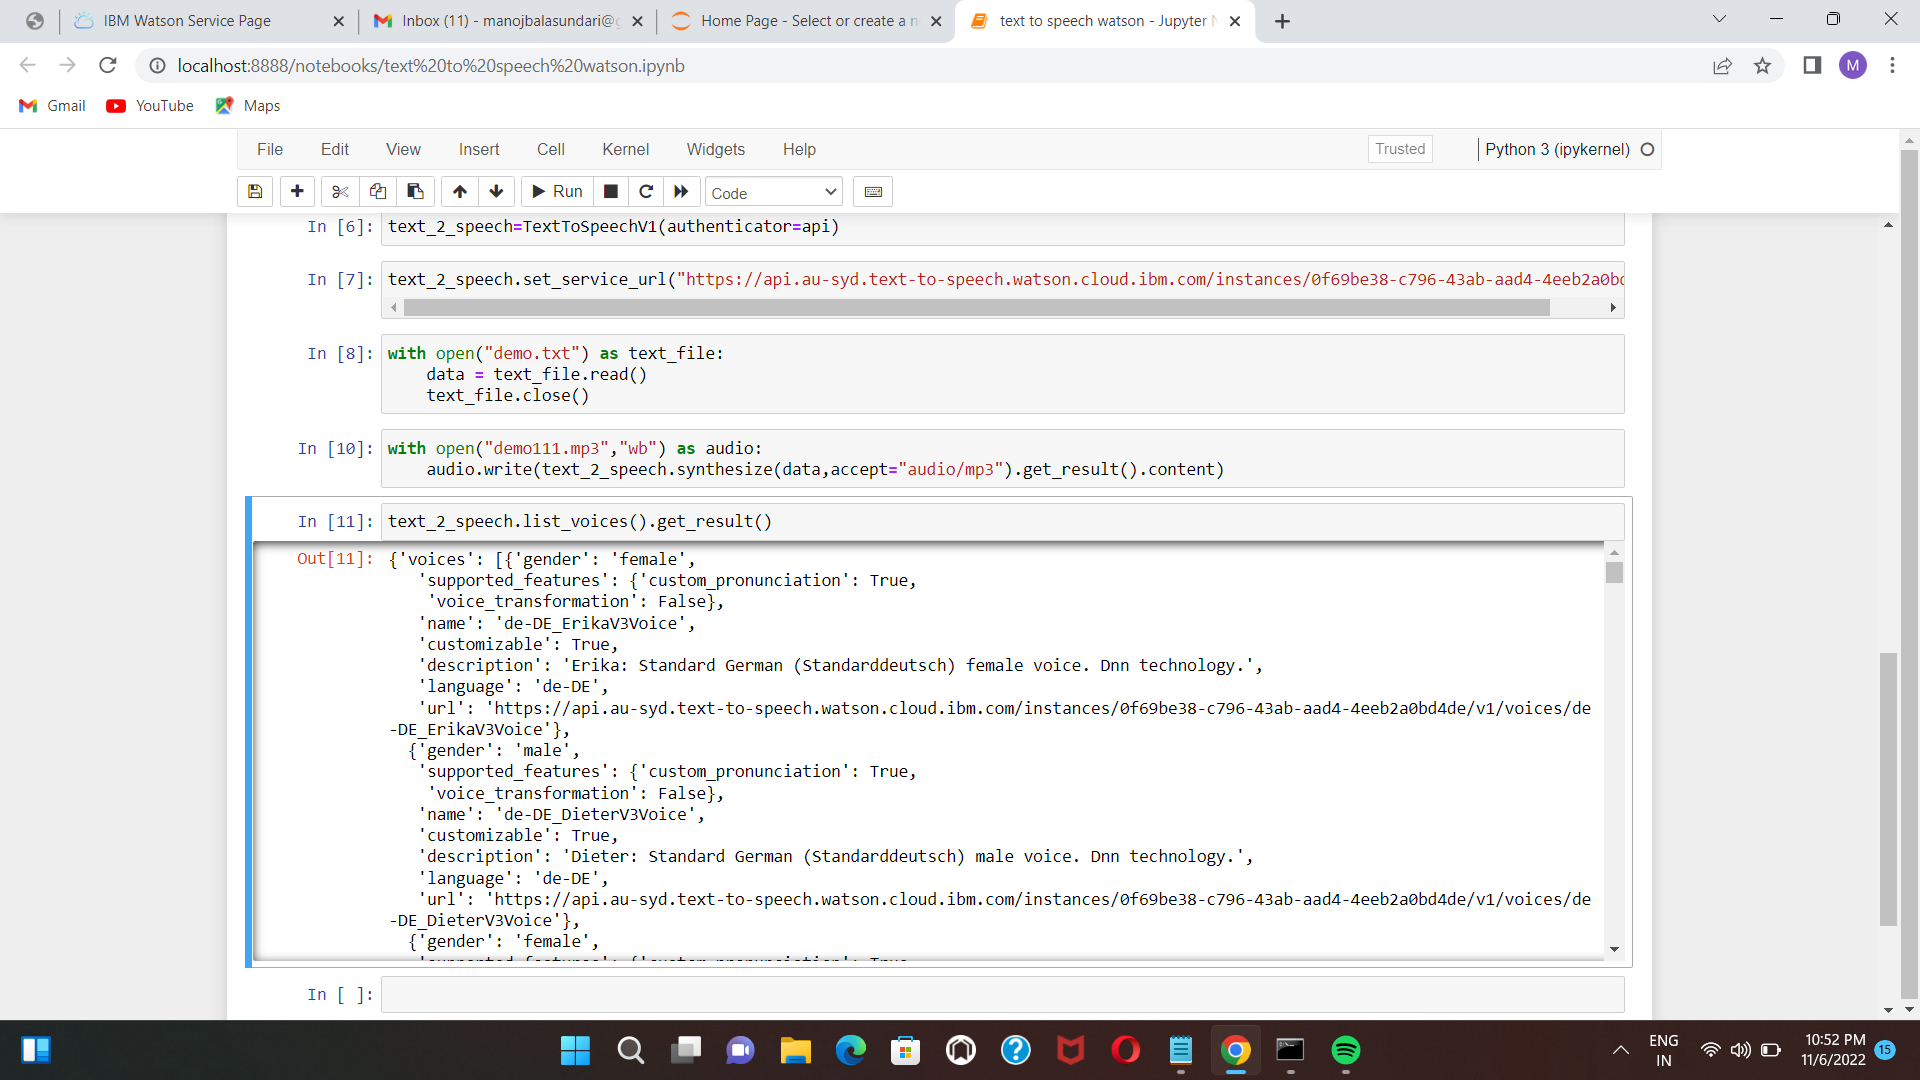 IBM Watson Service Page
Inbox (11) - manojbalasundari@g
Home Page - Select or create a n
text to speech watson - Jupyter N
localhost:8888/notebooks/text%20to%20speech%20watson.ipynb
M
Gmail
YouTube
Maps
File Edit View Insert Cell Kernel Widgets Help
Trusted
Python 3 (ipykernel)
Run
Code
In [6]: text_2_speech=TextToSpeechV1(authenticator=api)
In [7]: text_2_speech.set_service_url("https://api.au-syd.text-to-speech.watson.cloud.ibm.com/instances/0f69be38-c796-43ab-aad4-4eeb2a0bd
In [8]: with open("demo.txt") as text_file:
    data = text_file.read()
    text_file.close()
In [10]: with open("demo111.mp3","wb") as audio:
    audio.write(text_2_speech.synthesize(data,accept="audio/mp3").get_result().content)
In [11]: text_2_speech.list_voices().get_result()
Out[11]: {'voices': [{'gender': 'female',
   'supported_features': {'custom_pronunciation': True,
    'voice_transformation': False},
   'name': 'de-DE_ErikaV3Voice',
   'customizable': True,
   'description': 'Erika: Standard German (Standarddeutsch) female voice. Dnn technology.',
   'language': 'de-DE',
   'url': 'https://api.au-syd.text-to-speech.watson.cloud.ibm.com/instances/0f69be38-c796-43ab-aad4-4eeb2a0bd4de/v1/voices/de
-DE_ErikaV3Voice'},
  {'gender': 'male',
   'supported_features': {'custom_pronunciation': True,
    'voice_transformation': False},
   'name': 'de-DE_DieterV3Voice',
   'customizable': True,
   'description': 'Dieter: Standard German (Standarddeutsch) male voice. Dnn technology.',
   'language': 'de-DE',
   'url': 'https://api.au-syd.text-to-speech.watson.cloud.ibm.com/instances/0f69be38-c796-43ab-aad4-4eeb2a0bd4de/v1/voices/de
-DE_DieterV3Voice'},
  {'gender': 'female',
In [ ]:
ENG
IN
10:52 PM
11/6/2022
15